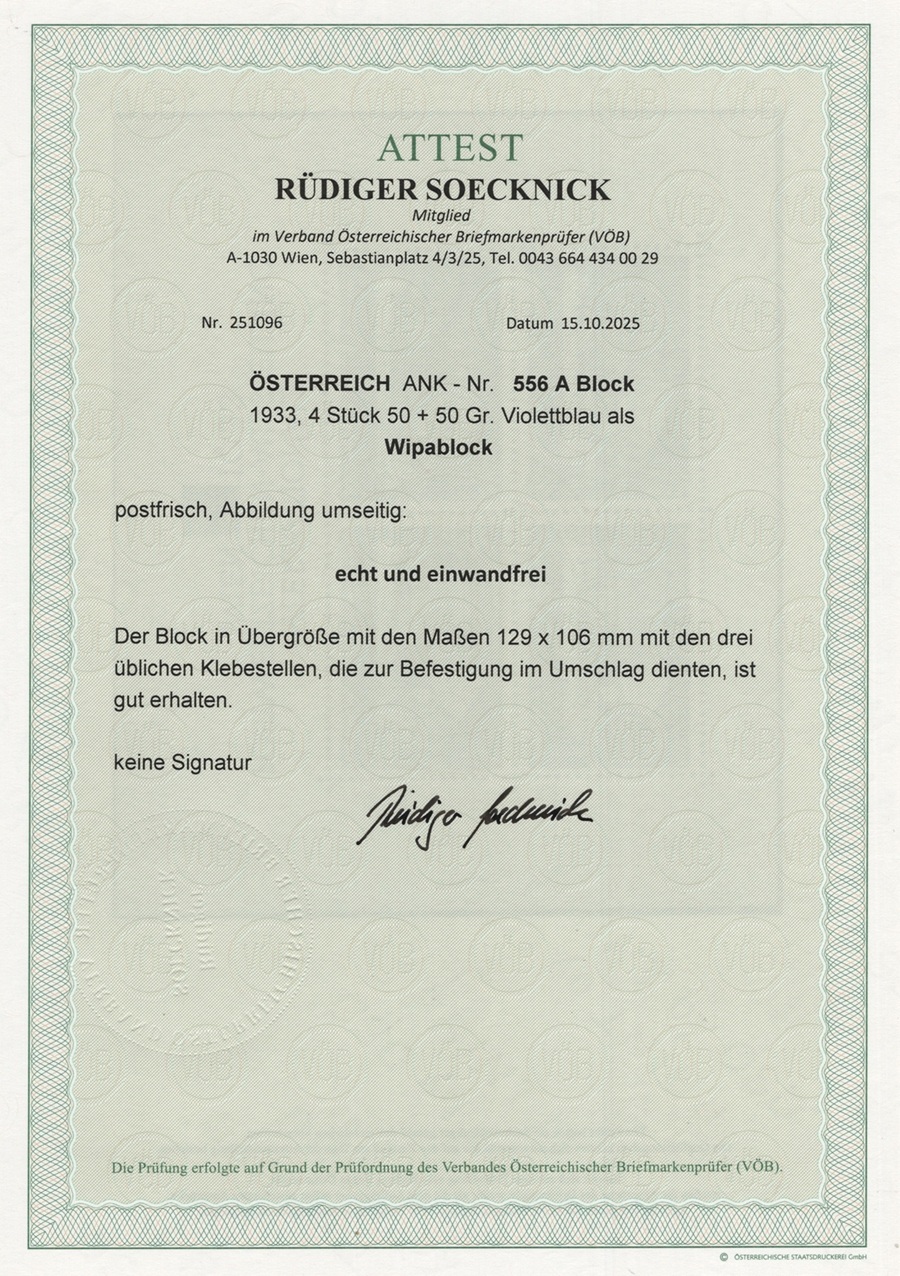 ATTEST
RÜDIGER SOECKNICK
Mitglied
im Verband Österreichischer Briefmarkenprüfer (VÖB)
A-1030 Wien, Sebastianplatz 4/3/25, Tel. 0043 664 434 00 29
Nr. 251096 Datum 15.10.2025
ÖSTERREICH ANK - Nr. 556 A Block
1933, 4 Stück 50 + 50 Gr. Violettblau als
Wipablock
postfrisch, Abbildung umseitig:
echt und einwandfrei
Der Block in Übergröße mit den Maßen 129 x 106 mm mit den drei
üblichen Klebestellen, die zur Befestigung im Umschlag dienten, ist
gut erhalten.
keine Signatur
Rüdiger Soecknick
Die Prüfung erfolgte auf Grund der Prüfordnung des Verbandes Österreichischer Briefmarkenprüfer (VÖB).
© ÖSTERREICHISCHE STAATSDRUCKEREI GmbH